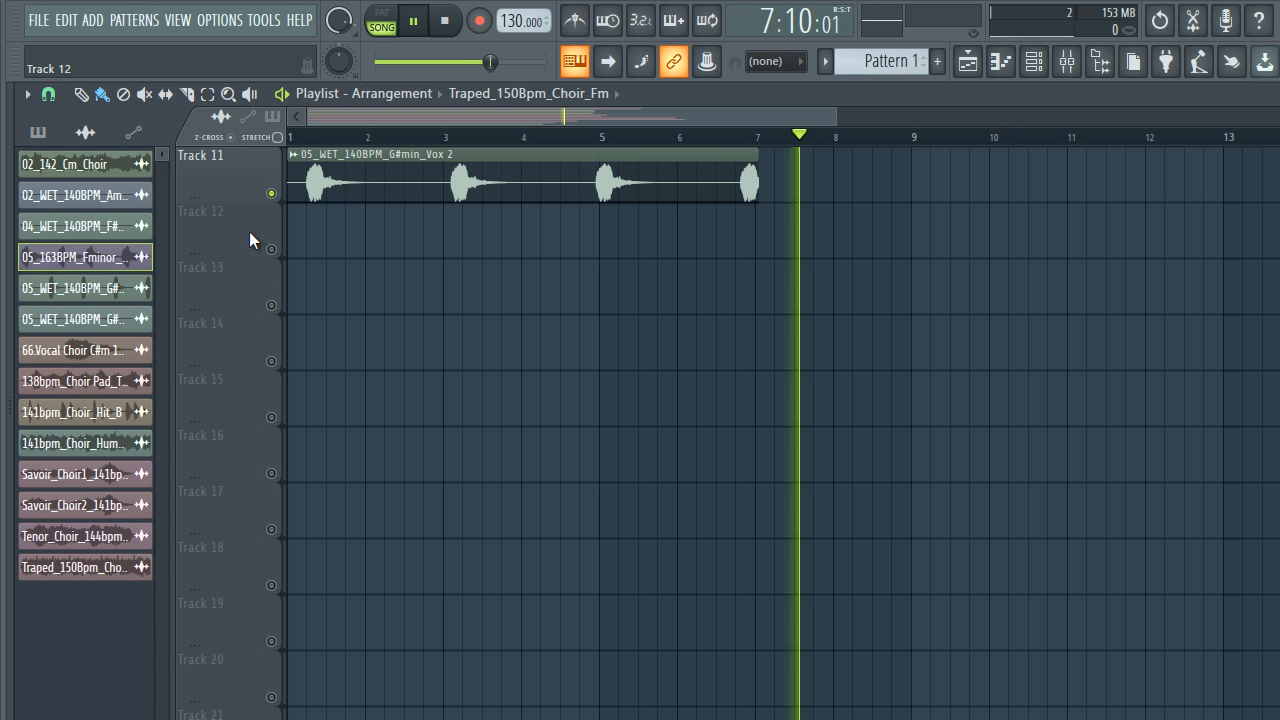 FILE EDIT ADD PATTERNS VIEW OPTIONS TOOLS HELP
PAT
SONG
130.000
3.2.
7:10:01
B:S:T
2
153 MB
0
Track 12
(none)
Pattern 1
Playlist - Arrangement › Traped_150Bpm_Choir_Fm ›
Z-CROSS
STRETCH
1 2 3 4 5 6 7 8 9 10 11 12 13
02_142_Cm_Choir
02_WET_140BPM_Am..
04_WET_140BPM_F#..
05_163BPM_Fminor_..
05_WET_140BPM_G#..
05_WET_140BPM_G#..
66.Vocal Choir C#m 1..
138bpm_Choir Pad_T..
141bpm_Choir_Hit_B
141bpm_Choir_Hum..
Savoir_Choir1_141bp..
Savoir_Choir2_141bp..
Tenor_Choir_144bpm..
Traped_150Bpm_Cho..
Track 11
05_WET_140BPM_G#min_Vox 2
...
Track 12
...
Track 13
...
Track 14
...
Track 15
...
Track 16
...
Track 17
...
Track 18
...
Track 19
...
Track 20
...
Track 21